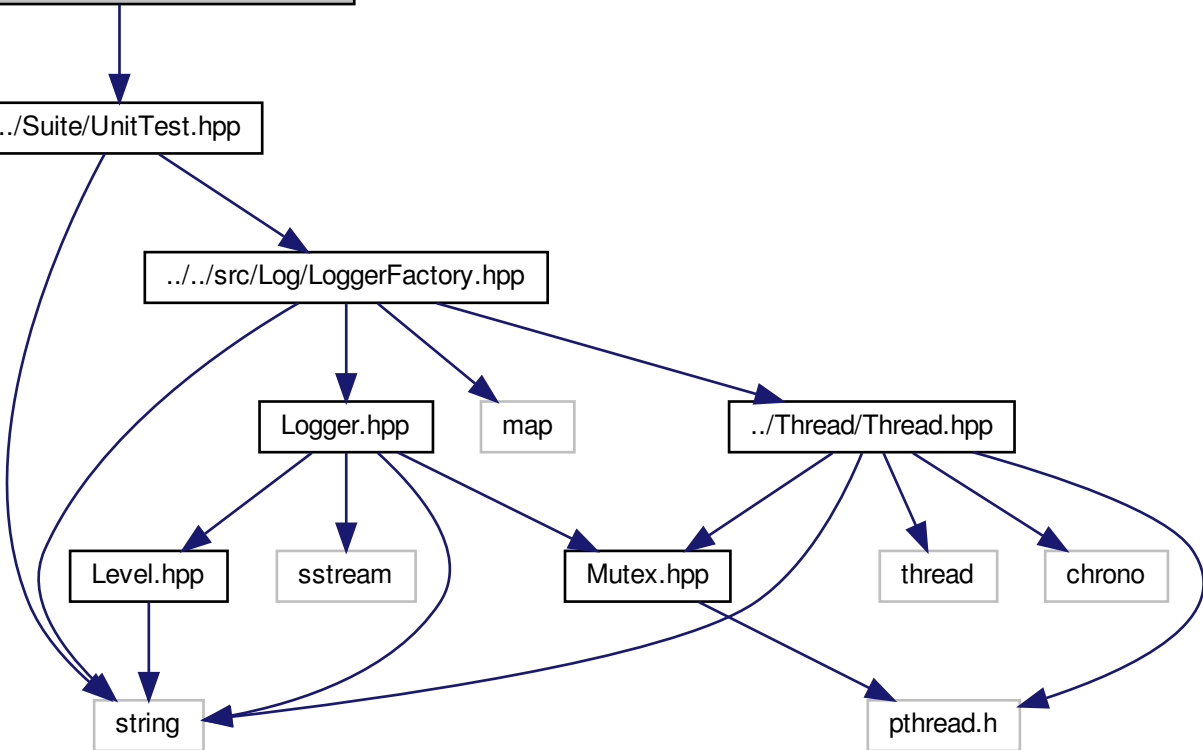 ../Suite/UnitTest.hpp
../../src/Log/LoggerFactory.hpp
Logger.hpp
map
../Thread/Thread.hpp
Level.hpp
sstream
Mutex.hpp
thread
chrono
string
pthread.h